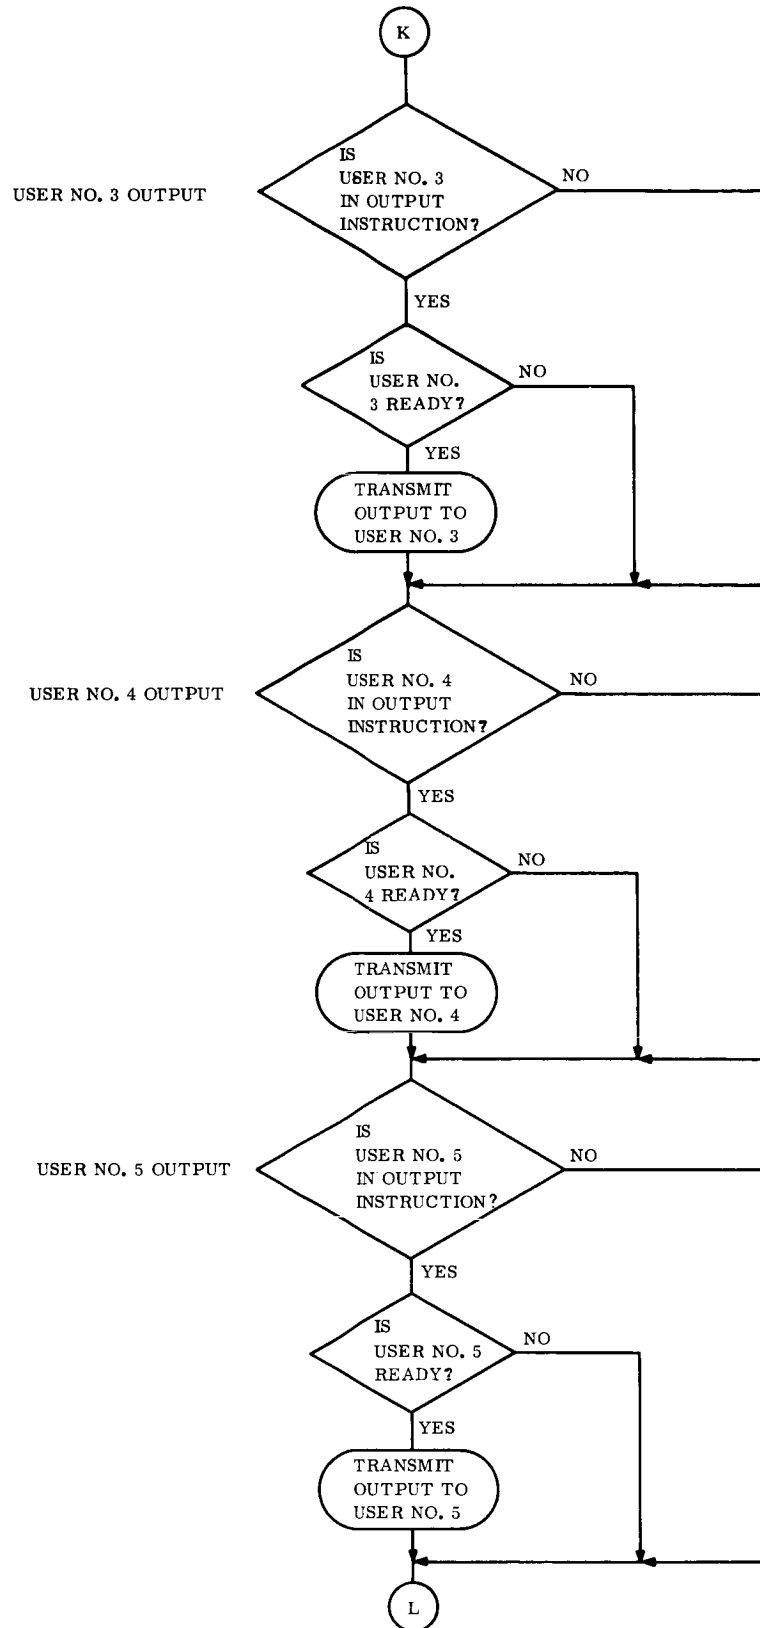 K
USER NO. 3 OUTPUT
IS
USER NO. 3
IN OUTPUT
INSTRUCTION?
NO
YES
IS
USER NO.
3 READY?
NO
YES
TRANSMIT
OUTPUT TO
USER NO. 3
USER NO. 4 OUTPUT
IS
USER NO. 4
IN OUTPUT
INSTRUCTION?
NO
YES
IS
USER NO.
4 READY?
NO
YES
TRANSMIT
OUTPUT TO
USER NO. 4
USER NO. 5 OUTPUT
IS
USER NO. 5
IN OUTPUT
INSTRUCTION?
NO
YES
IS
USER NO. 5
READY?
NO
YES
TRANSMIT
OUTPUT TO
USER NO. 5
L